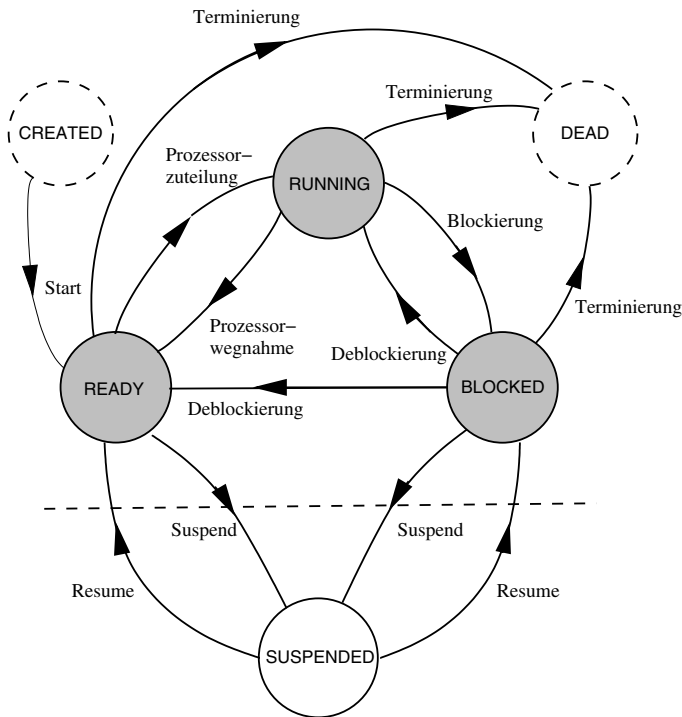 Terminierung
Terminierung
CREATED
DEAD
Prozessor–
zuteilung
RUNNING
Blockierung
Start
Prozessor–
wegnahme
Terminierung
Deblockierung
READY
BLOCKED
Deblockierung
Suspend
Suspend
Resume
Resume
SUSPENDED